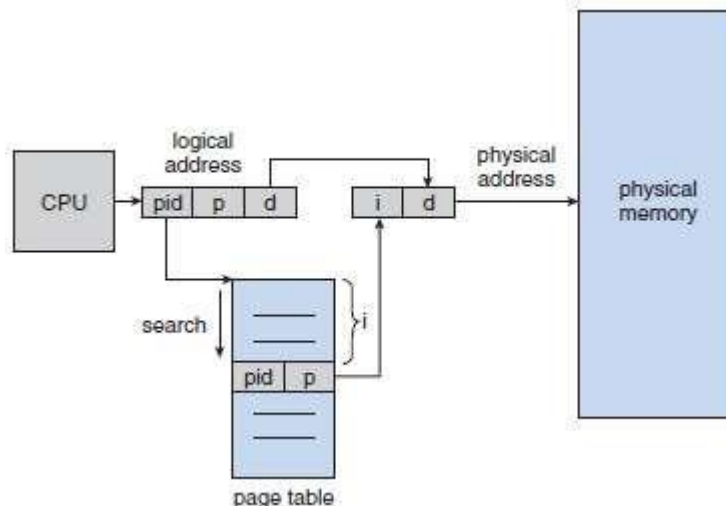 logical
address
physical
address
CPU
pid p d
i d
physical
memory
search
i
pid p
page table